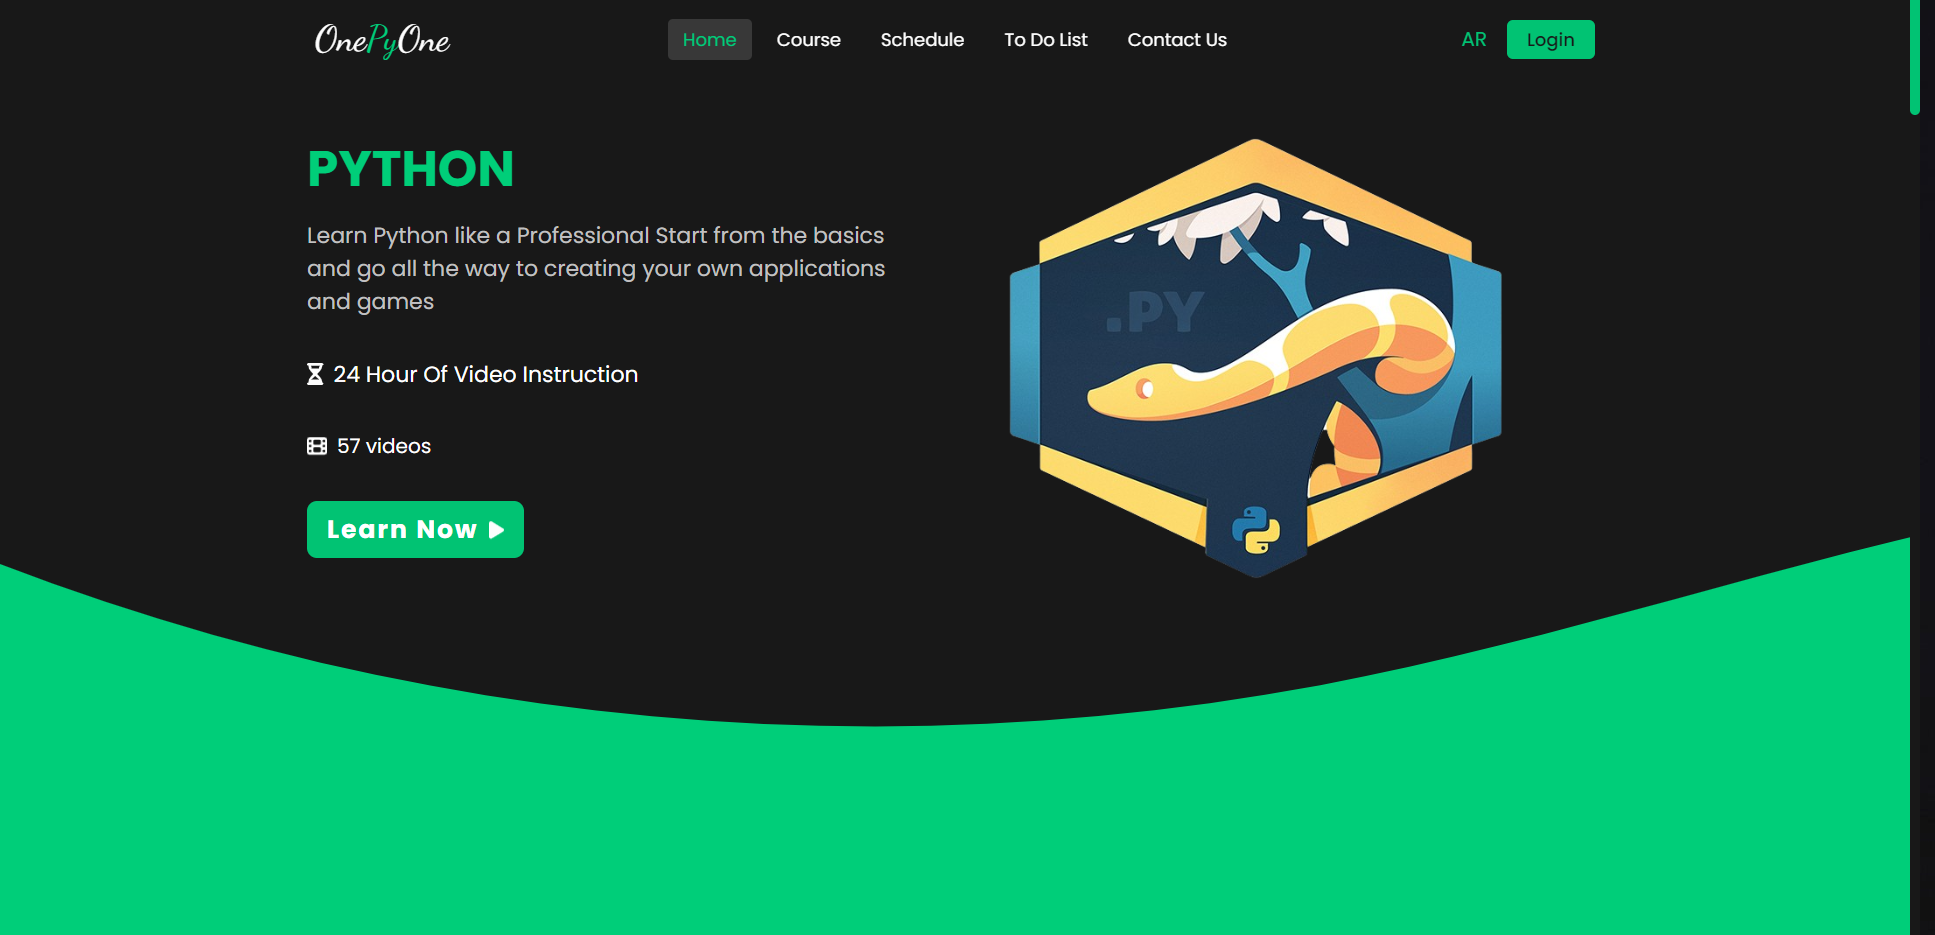 OnePyOne
Home Course Schedule To Do List Contact Us
AR Login
PYTHON
Learn Python like a Professional Start from the basics
and go all the way to creating your own applications
and games
.PY
24 Hour Of Video Instruction
57 videos
Learn Now